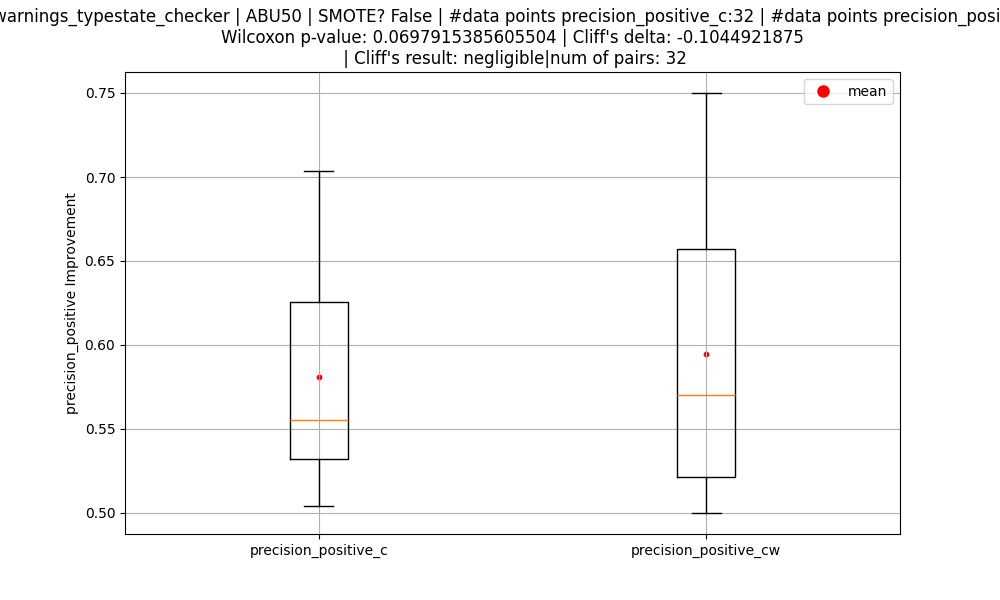 warnings_typestate_checker | ABU50 | SMOTE? False | #data points precision_positive_c:32 | #data points
Wilcoxon p-value: 0.0697915385605504 | Cliff's delta: -0.1044921875
| Cliff's result: negligible|num of pairs: 32
mean
precision_positive Improvement
0.75
0.70
0.65
0.60
0.55
0.50
precision_positive_c
precision_positive_cw